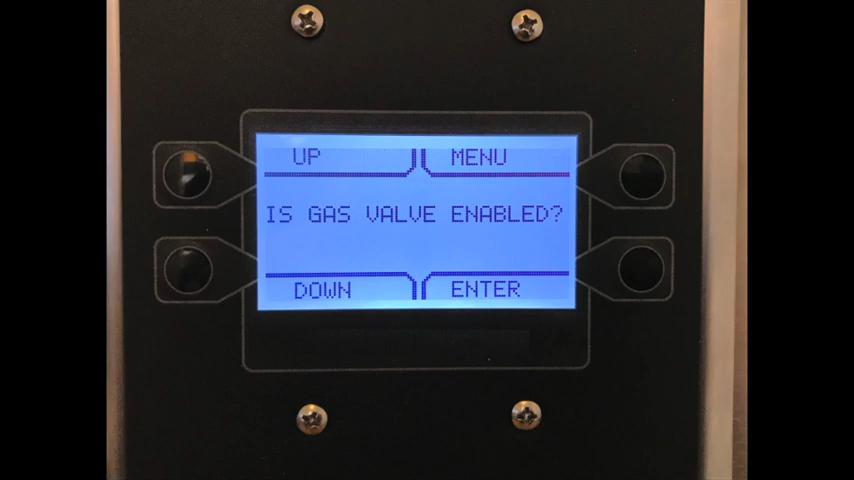 UP
MENU
IS GAS VALVE ENABLED?
DOWN
ENTER